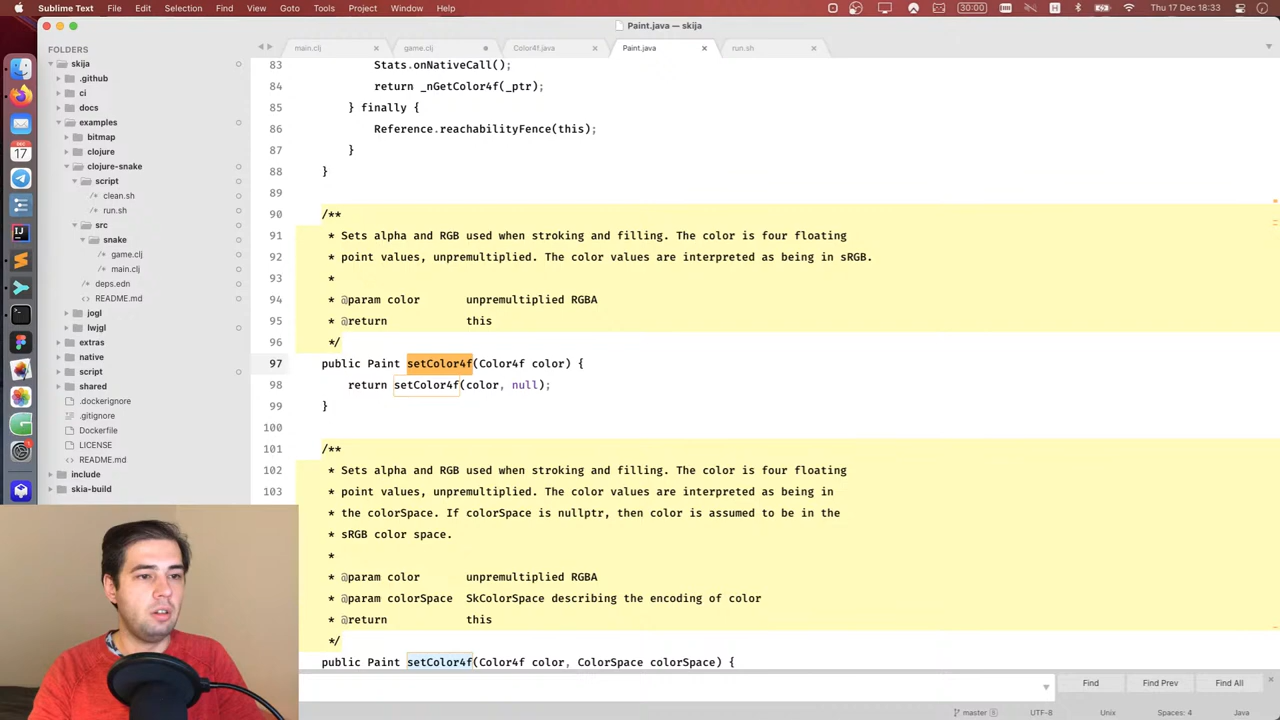 Sublime Text File Edit Selection Find View Goto Tools Project Window Help 30:00 Thu 17 Dec 18:33
Paint.java — skija
FOLDERS
skija
.github
ci
docs
examples
bitmap
clojure
clojure-snake
script
clean.sh
run.sh
src
snake
game.clj
main.clj
deps.edn
README.md
jogl
lwjgl
extras
native
script
shared
.dockerignore
.gitignore
Dockerfile
LICENSE
README.md
include
skia-build
DEC
17
main.clj game.clj Color4f.java Paint.java run.sh
83 Stats.onNativeCall();
84 return _nGetColor4f(_ptr);
85 } finally {
86 Reference.reachabilityFence(this);
87 }
88 }
89
90 /**
91 * Sets alpha and RGB used when stroking and filling. The color is four floating
92 * point values, unpremultiplied. The color values are interpreted as being in sRGB.
93 *
94 * @param color unpremultiplied RGBA
95 * @return this
96 */
97 public Paint setColor4f(Color4f color) {
98 return setColor4f(color, null);
99 }
100
101 /**
102 * Sets alpha and RGB used when stroking and filling. The color is four floating
103 * point values, unpremultiplied. The color values are interpreted as being in
* the colorSpace. If colorSpace is nullptr, then color is assumed to be in the
* sRGB color space.
*
* @param color unpremultiplied RGBA
* @param colorSpace SkColorSpace describing the encoding of color
* @return this
*/
public Paint setColor4f(Color4f color, ColorSpace colorSpace) {
Find Find Prev Find All
master 8 UTF-8 Unix Spaces: 4 Java